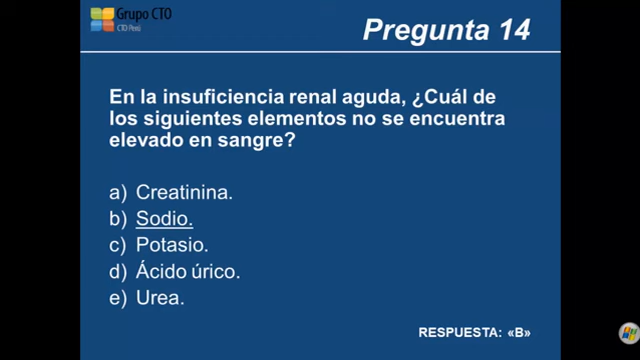 Grupo CTO
CTO Perú
Pregunta 14
En la insuficiencia renal aguda, ¿Cuál de
los siguientes elementos no se encuentra
elevado en sangre?
a) Creatinina.
b) Sodio.
c) Potasio.
d) Ácido úrico.
e) Urea.
RESPUESTA: «B»